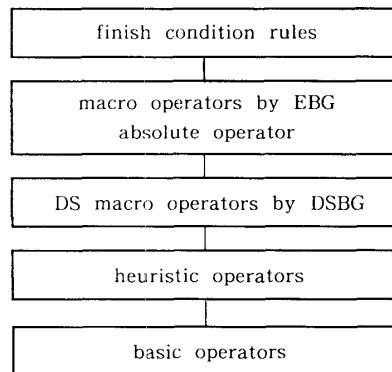 finish condition rules
macro operators by EBG
absolute operator
DS macro operators by DSBG
heuristic operators
basic operators